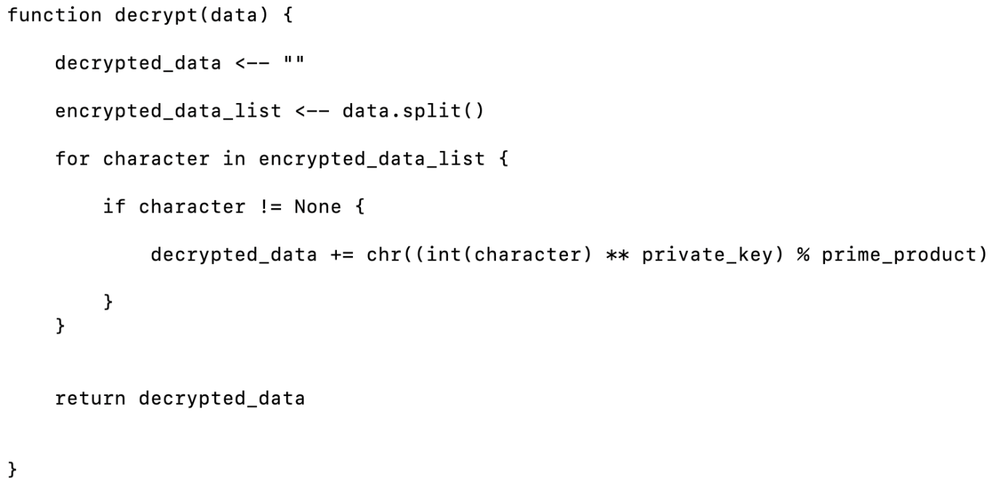 function decrypt(data) {
    decrypted_data <-- ""
    encrypted_data_list <-- data.split()
    for character in encrypted_data_list {
        if character != None {
            decrypted_data += chr((int(character) ** private_key) % prime_product)
        }
    }
    return decrypted_data
}